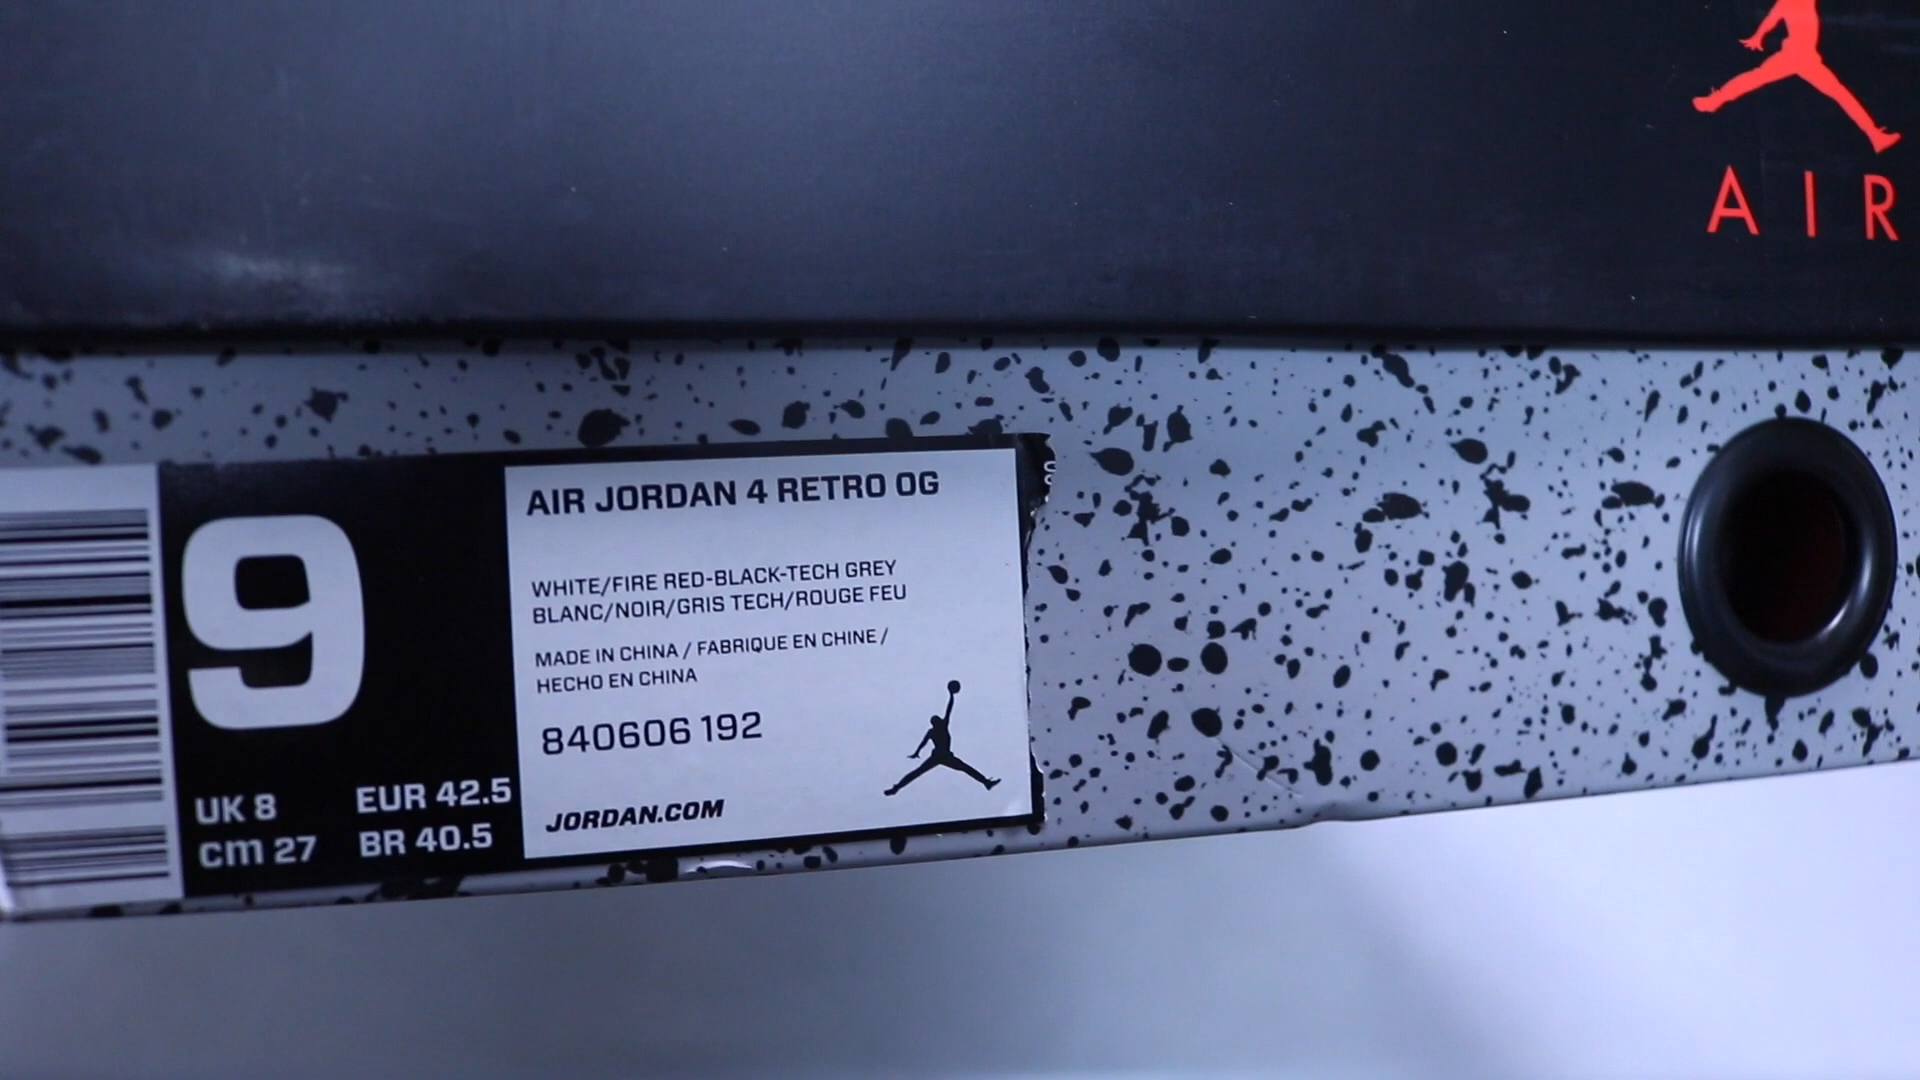 AIR
9
UK 8
EUR 42.5
cm 27
BR 40.5
AIR JORDAN 4 RETRO OG
WHITE/FIRE RED-BLACK-TECH GREY
BLANC/NOIR/GRIS TECH/ROUGE FEU
MADE IN CHINA / FABRIQUE EN CHINE /
HECHO EN CHINA
840606 192
JORDAN.COM